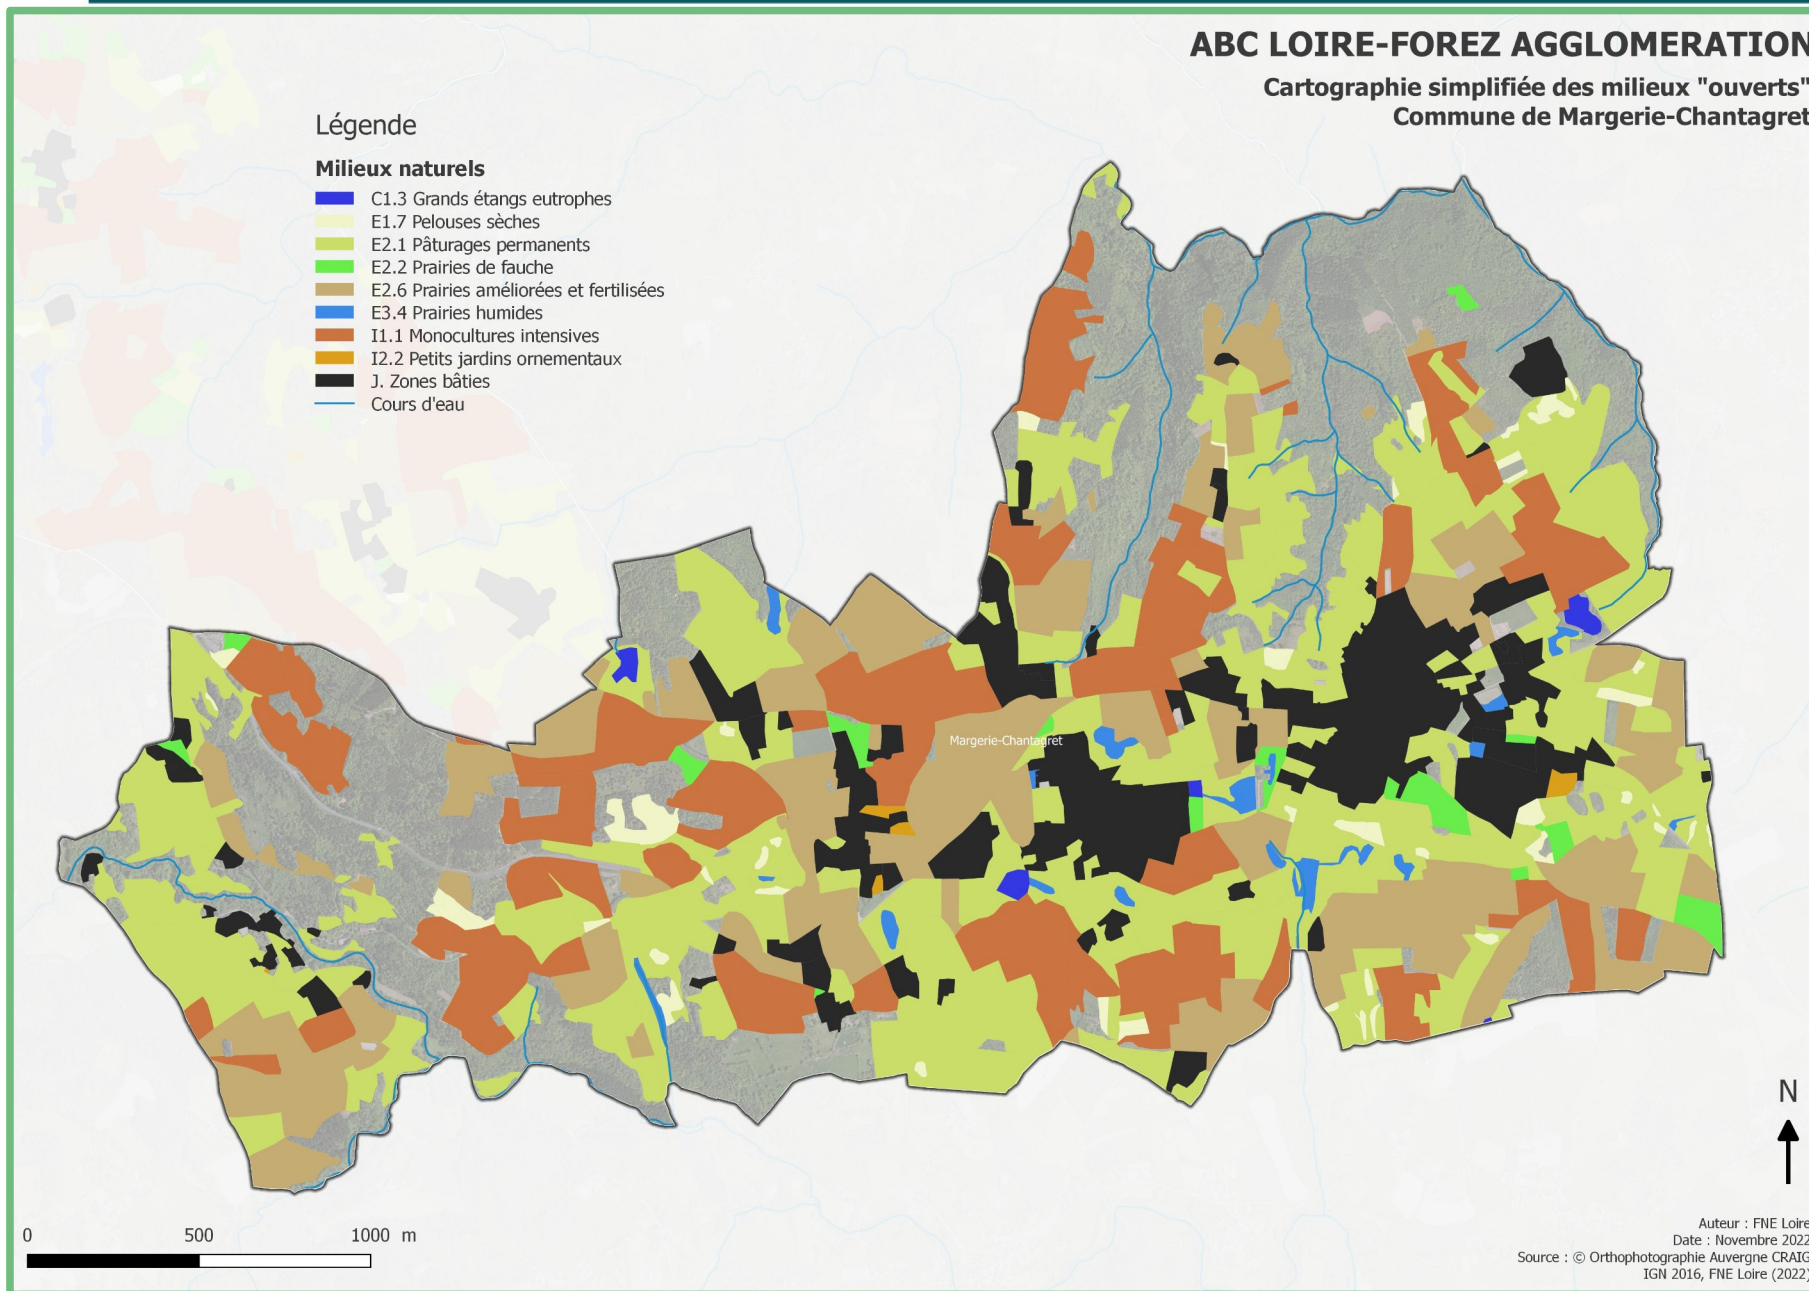 ABC LOIRE-FOREZ AGGLOMERATION
Cartographie simplifiée des milieux "ouverts"
Commune de Margerie-Chantagret
Légende
Milieux naturels
C1.3 Grands étangs eutrophes
E1.7 Pelouses sèches
E2.1 Pâturages permanents
E2.2 Prairies de fauche
E2.6 Prairies améliorées et fertilisées
E3.4 Prairies humides
I1.1 Monocultures intensives
I2.2 Petits jardins ornementaux
J. Zones bâties
Cours d'eau
Margerie-Chantagret
N
0 500 1000 m
Auteur : FNE Loire
Date : Novembre 2022
Source : © Orthophotographie Auvergne CRAIG
IGN 2016, FNE Loire (2022)